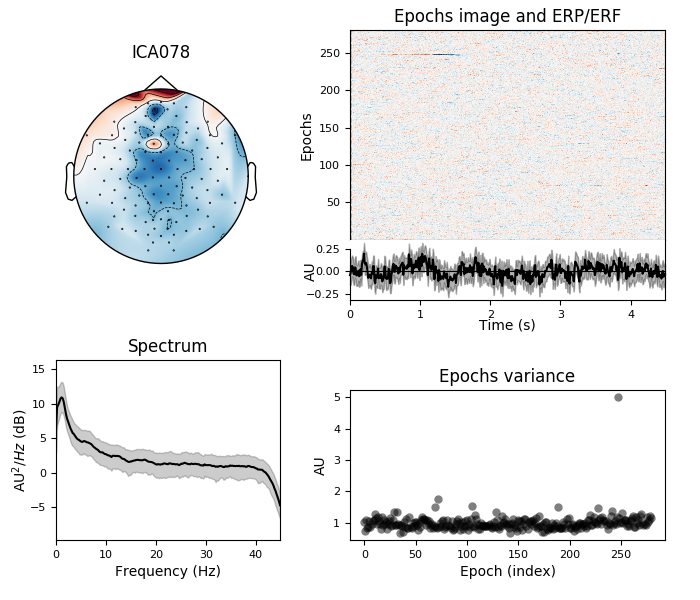 ICA078
Epochs image and ERP/ERF
Epochs
250
200
150
100
50
AU
0.25
0.00
−0.25
0 1 2 3 4
Time (s)
Spectrum
AU²/Hz (dB)
15
10
5
0
−5
0 10 20 30 40
Frequency (Hz)
Epochs variance
AU
5
4
3
2
1
0 50 100 150 200 250
Epoch (index)